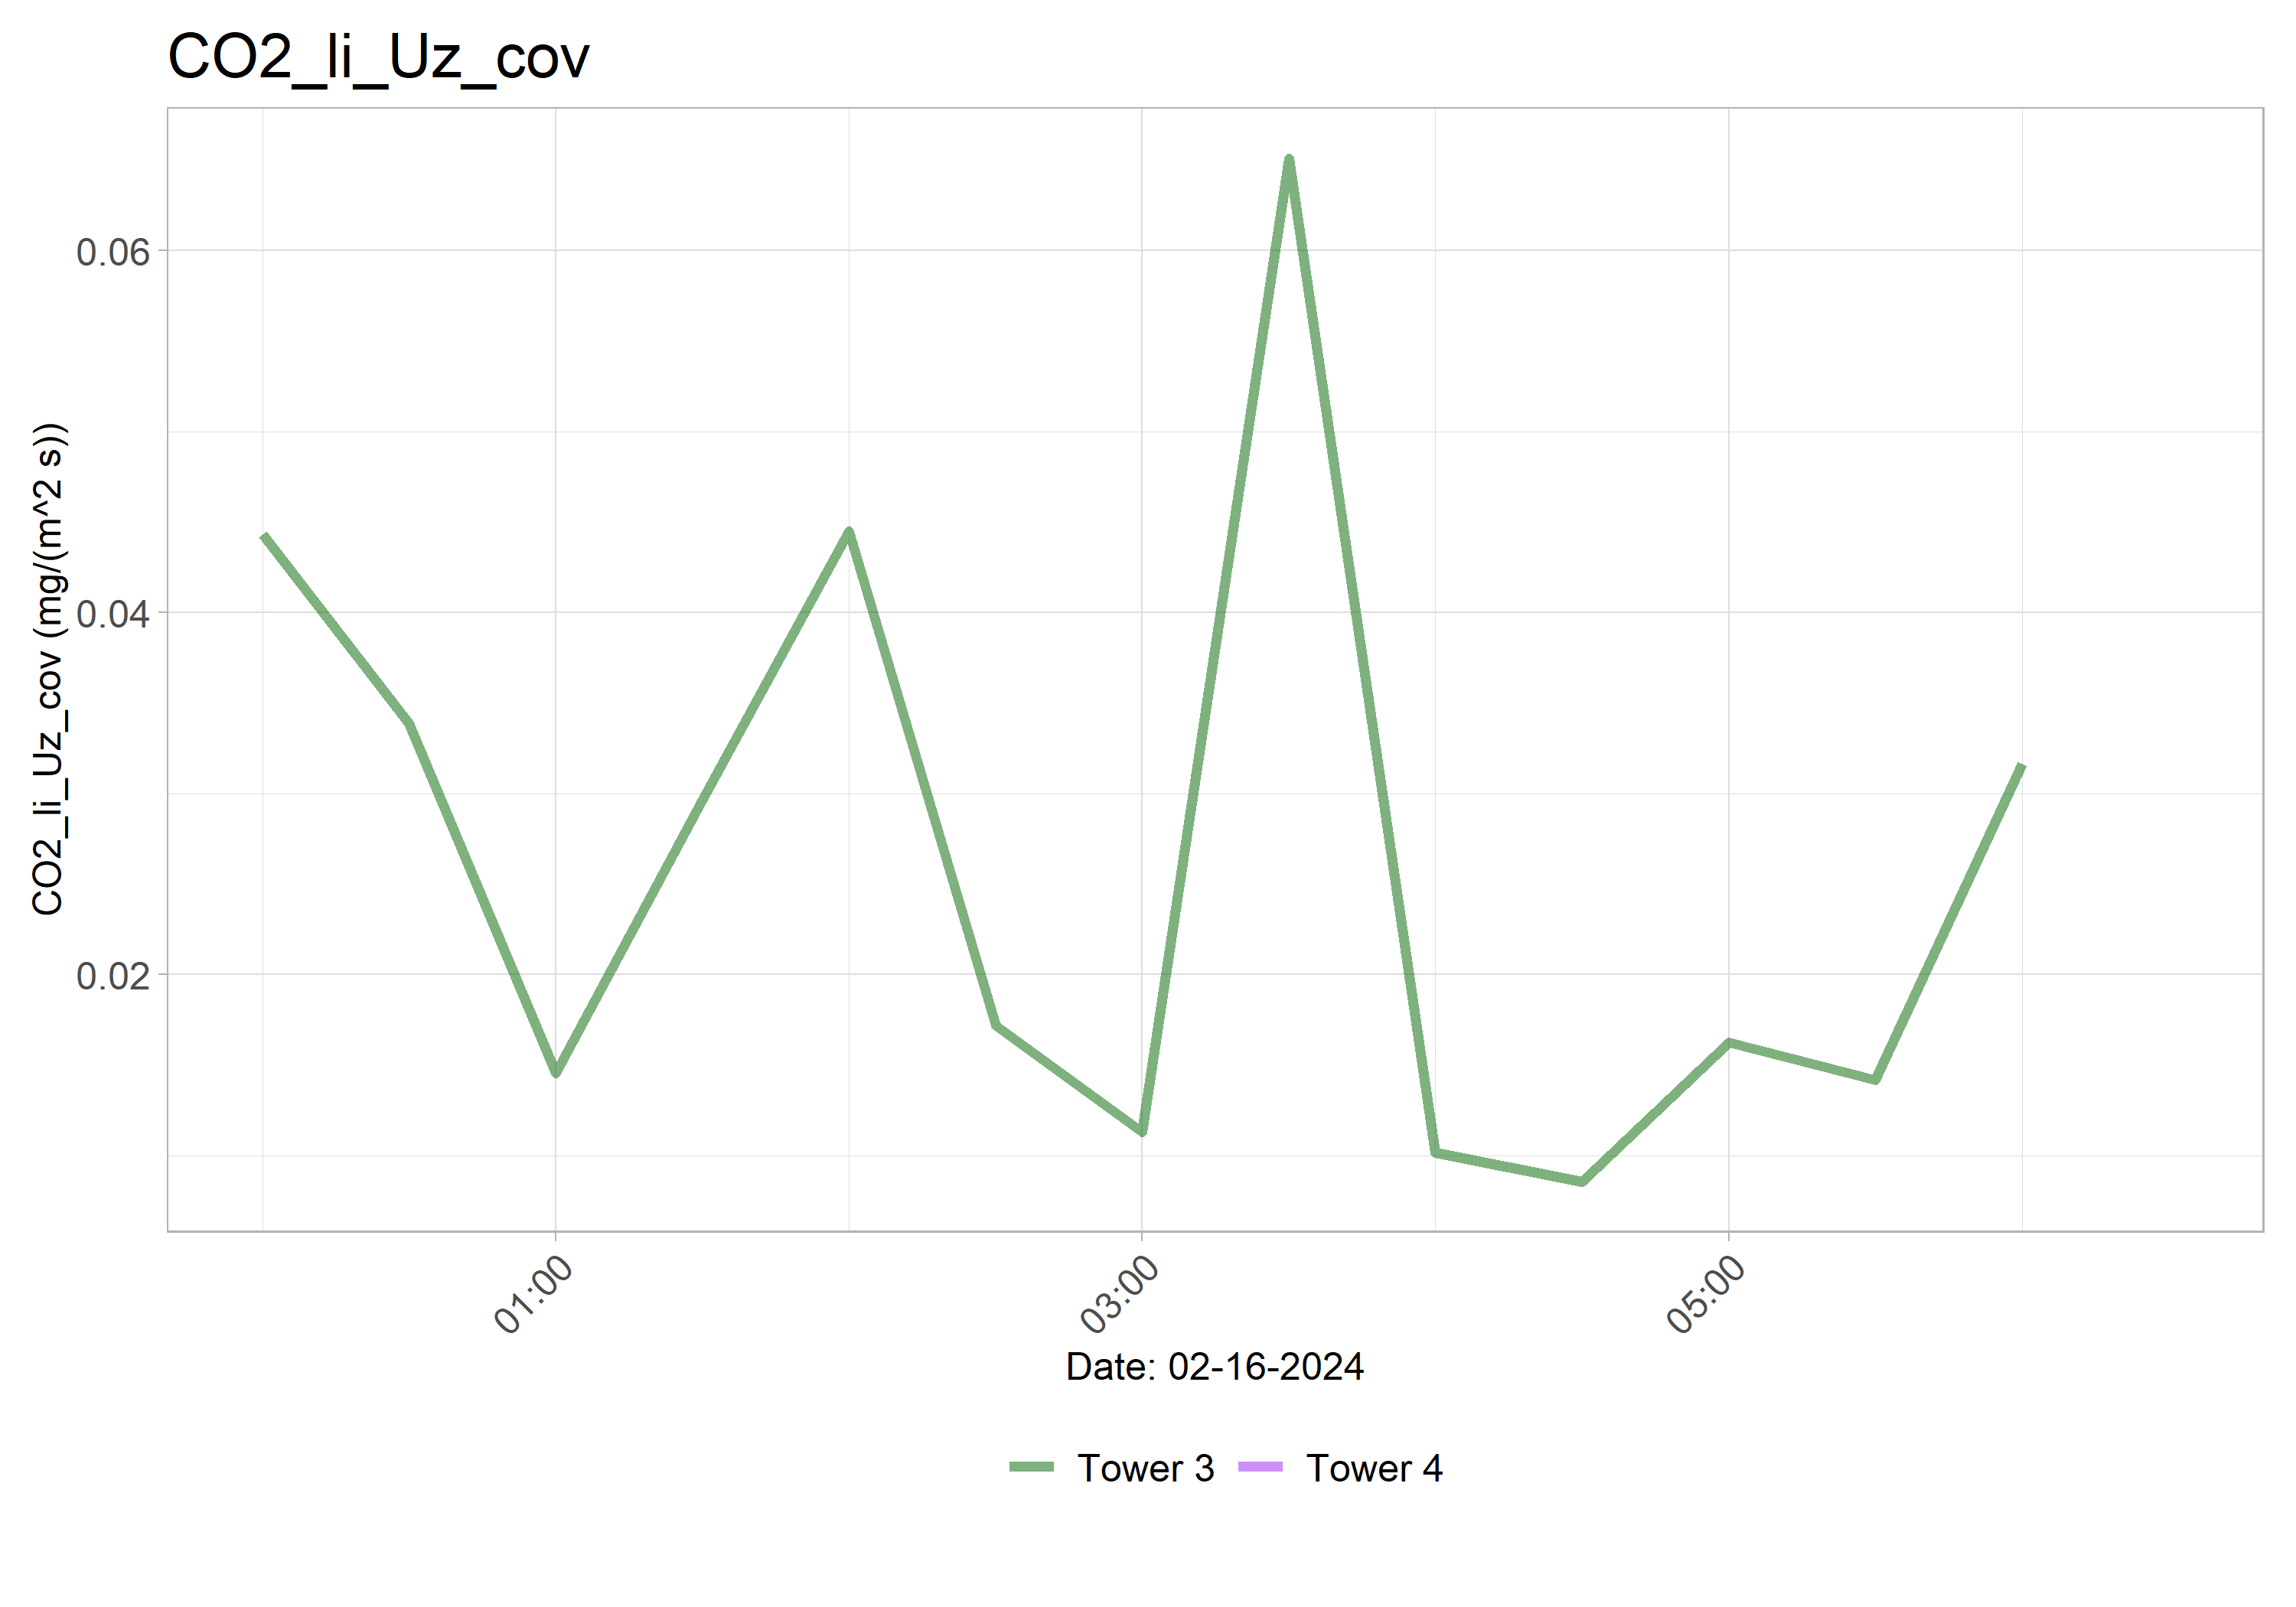 CO2_li_Uz_cov
CO2_li_Uz_cov (mg/(m^2 s))
0.06
0.04
0.02
01:00
03:00
05:00
Date: 02-16-2024
Tower 3
Tower 4